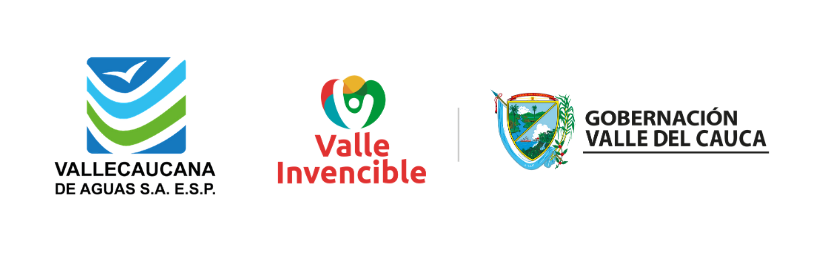 VALLECAUCANA
DE AGUAS S.A. E.S.P.
Valle
Invencible
GOBERNACIÓN
VALLE DEL CAUCA